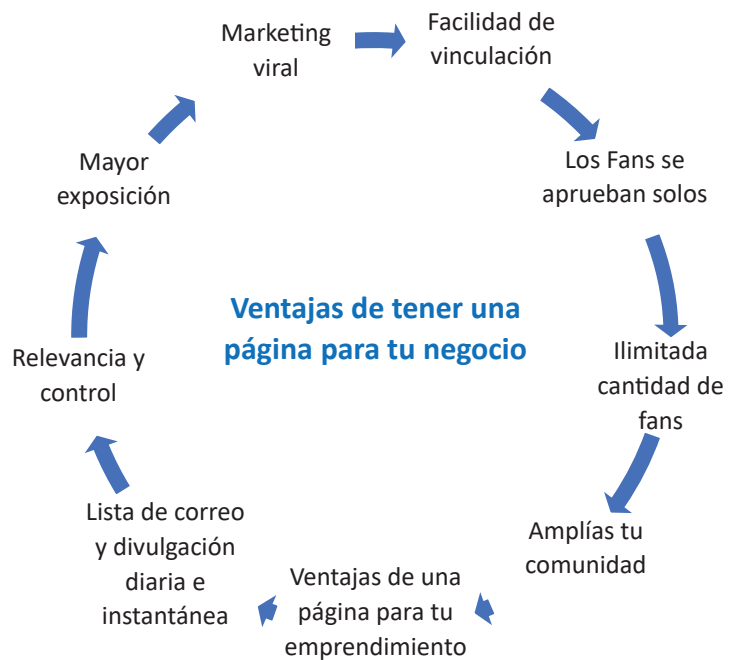 Marketing
viral
Facilidad de
vinculación
Los Fans se
aprueban solos
Ilimitada
cantidad de
fans
Amplías tu
comunidad
Ventajas de una
página para tu
emprendimiento
Lista de correo
y divulgación
diaria e
instantánea
Relevancia y
control
Mayor
exposición
Ventajas de tener una
página para tu negocio